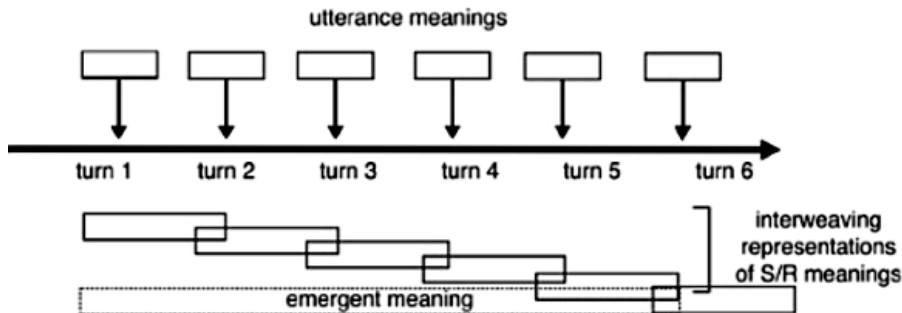 utterance meanings
turn 1 turn 2 turn 3 turn 4 turn 5 turn 6
interweaving
representations
of S/R meanings
emergent meaning